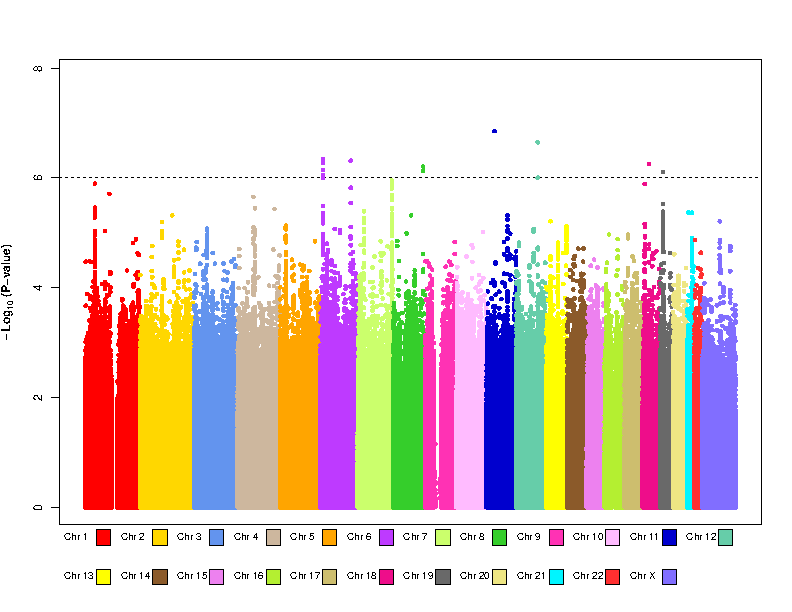 8
6
4
2
0
−Log10 (P−value)
Chr 1 Chr 2 Chr 3 Chr 4 Chr 5 Chr 6 Chr 7 Chr 8 Chr 9 Chr 10 Chr 11 Chr 12
Chr 13 Chr 14 Chr 15 Chr 16 Chr 17 Chr 18 Chr 19 Chr 20 Chr 21 Chr 22 Chr X